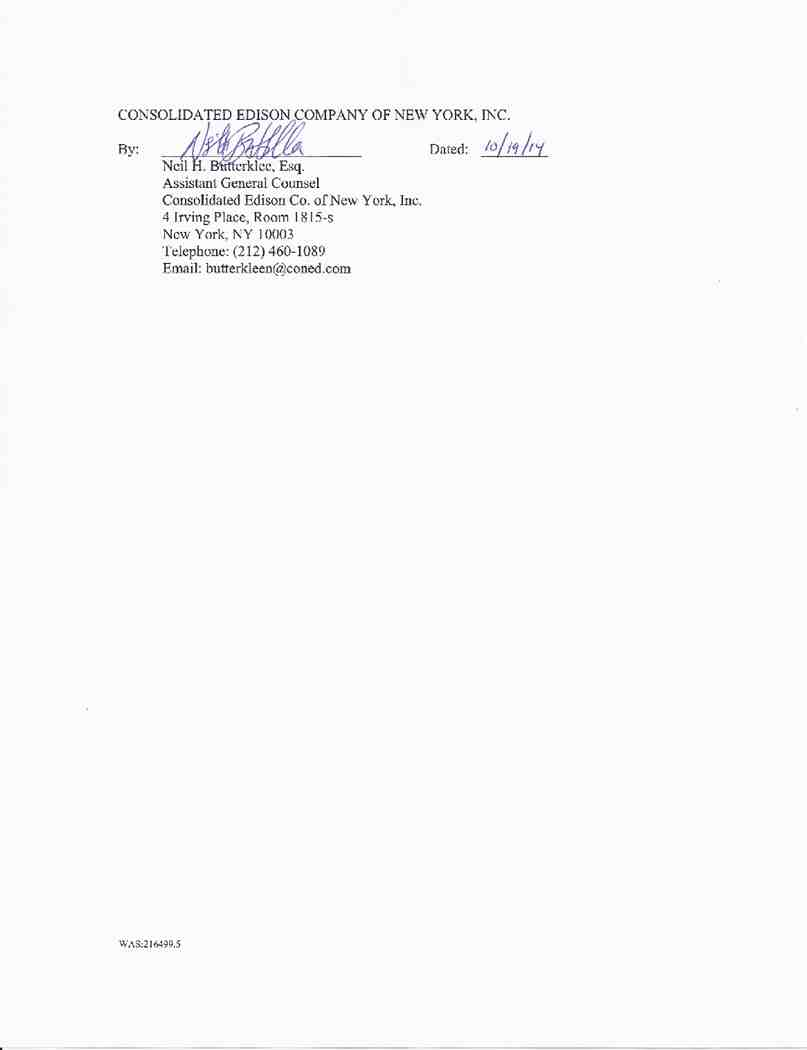 CONSOLIDATED EDISON COMPANY OF NEW YORK, INC.
By: Dated: 10/19/14
Neil H. Butterklee, Esq.
Assistant General Counsel
Consolidated Edison Co. of New York, Inc.
4 Irving Place, Room 1815-s
New York, NY 10003
Telephone: (212) 460-1089
Email: butterkleen@coned.com
WAS:216499.5